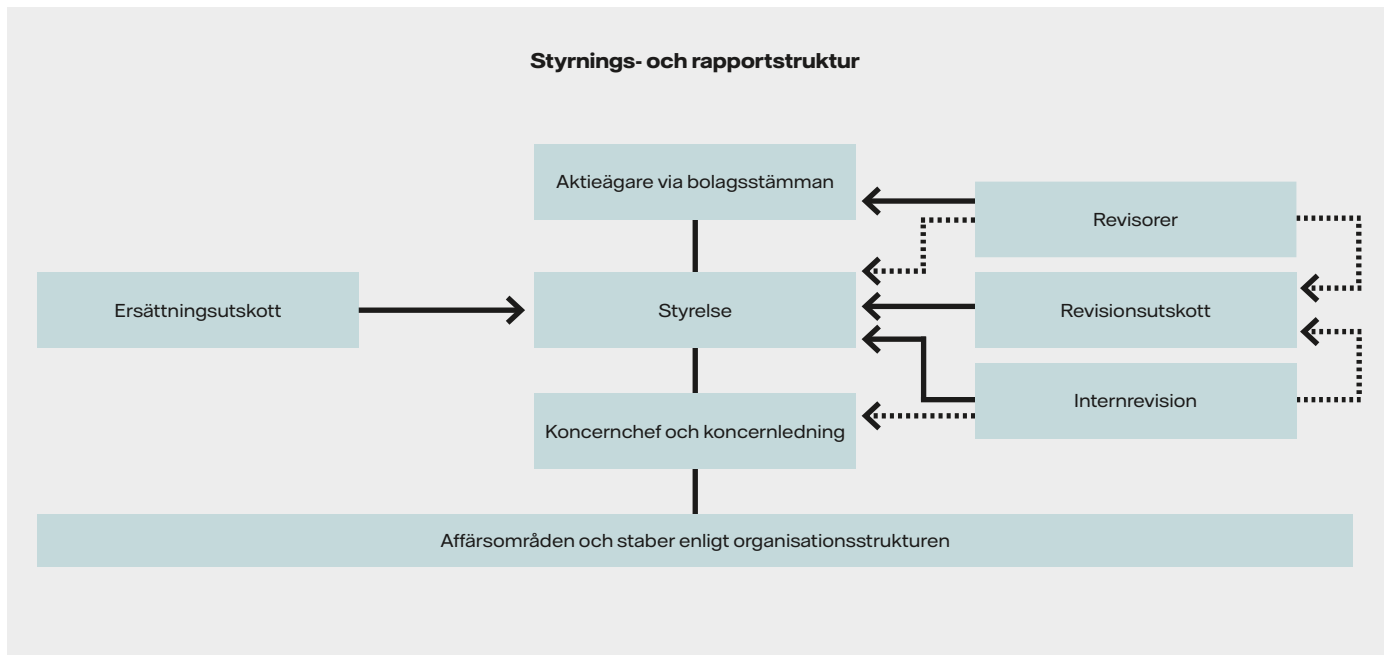 Styrnings- och rapportstruktur
Aktieägare via bolagsstämman
Revisorer
Ersättningsutskott
Styrelse
Revisionsutskott
Internrevision
Koncernchef och koncernledning
Affärsområden och staber enligt organisationsstrukturen